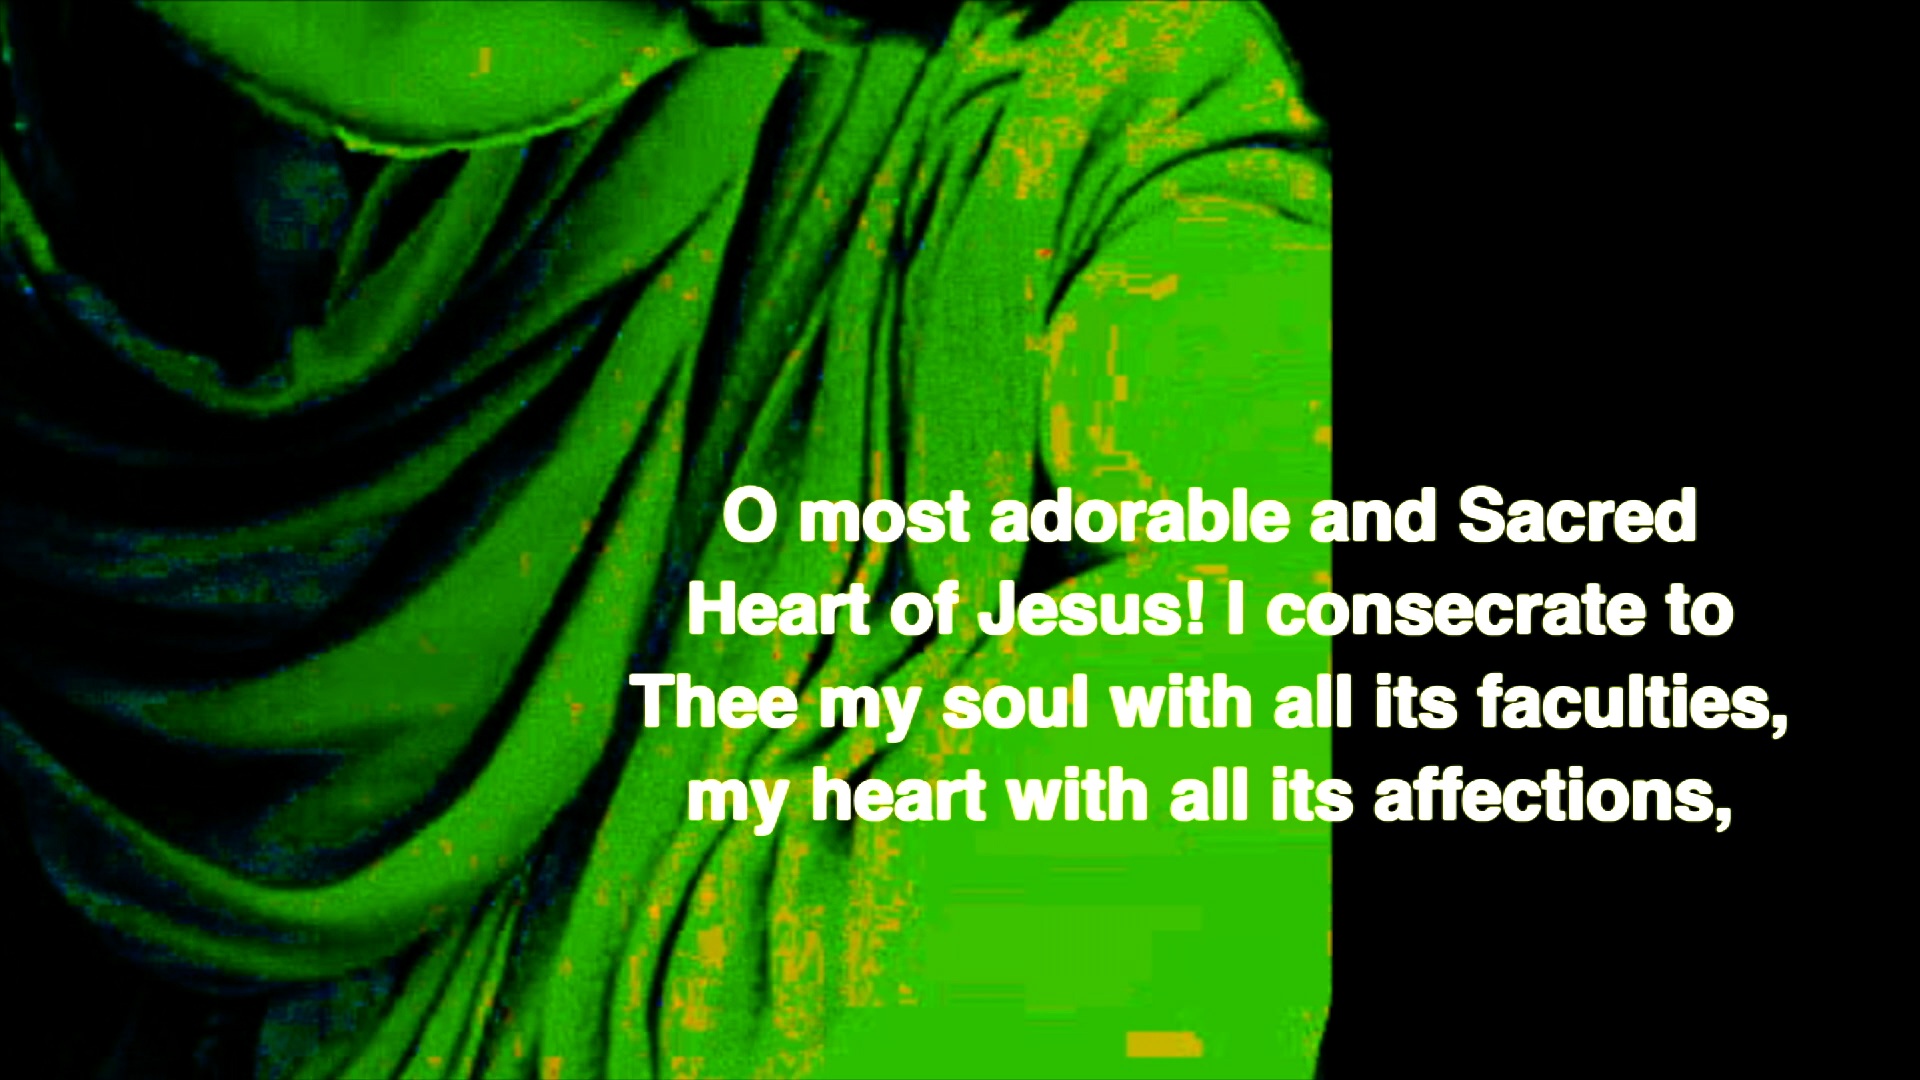 O most adorable and Sacred
Heart of Jesus! I consecrate to
Thee my soul with all its faculties,
my heart with all its affections,